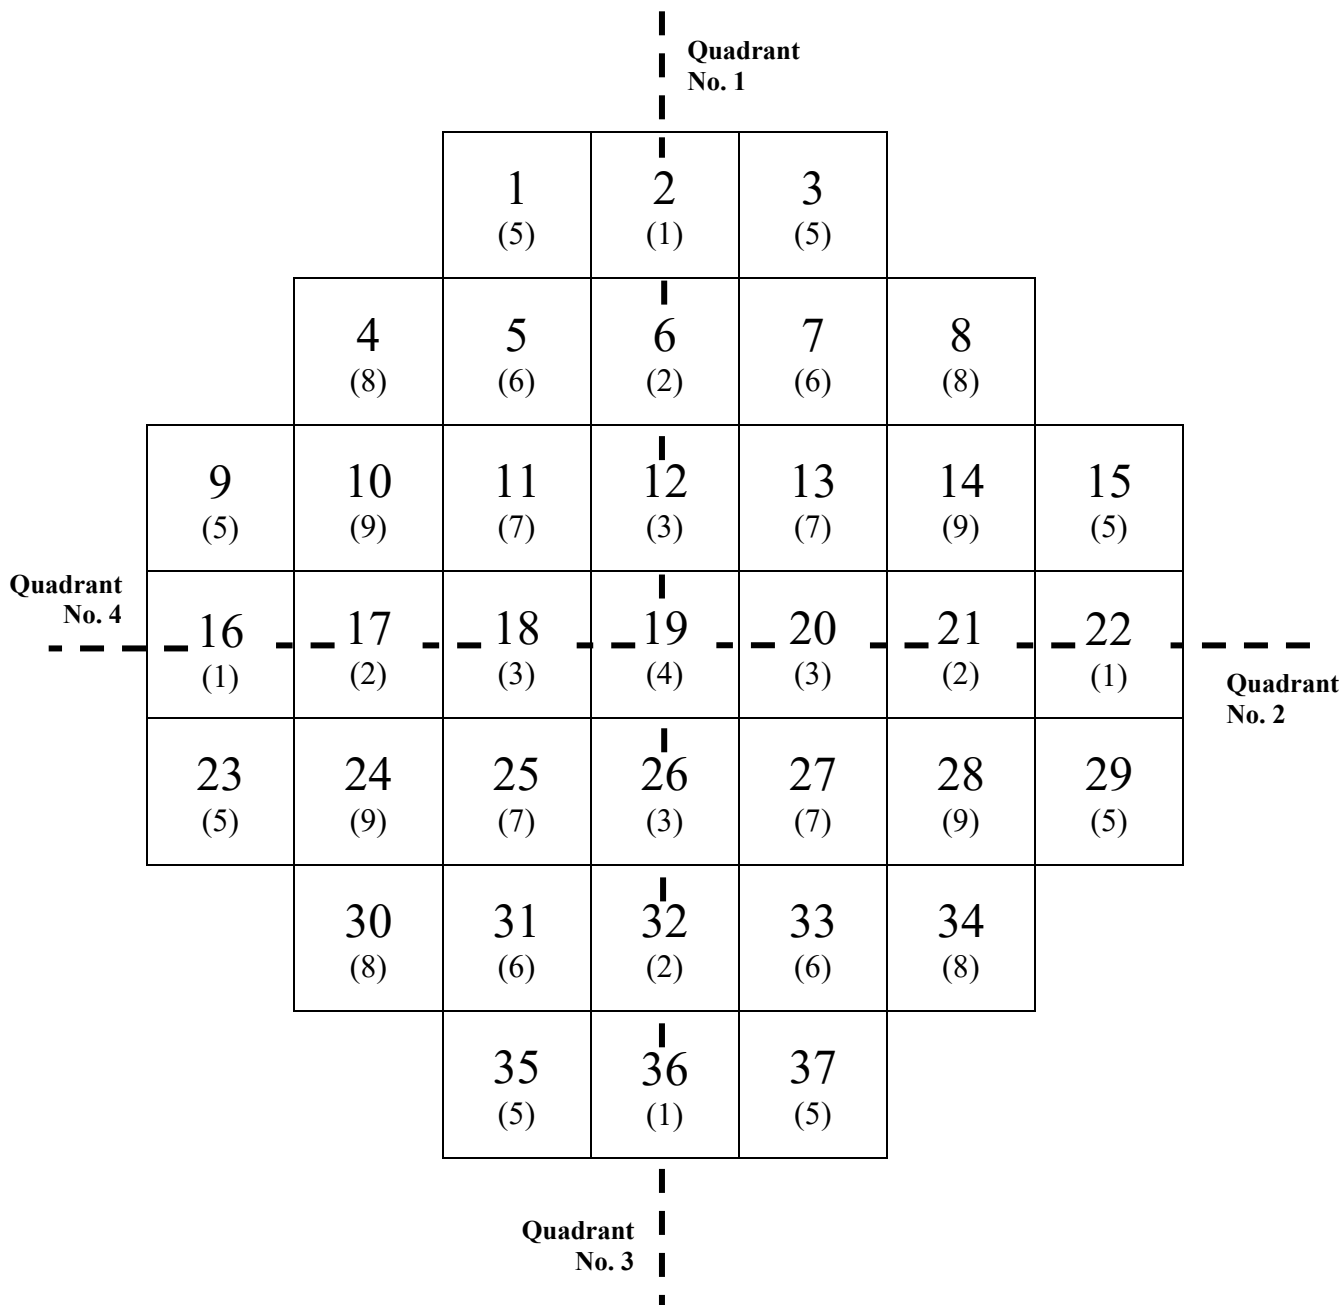 Quadrant
No. 1
1 2 3
(5) (1) (5)
4 5 6 7 8
(8) (6) (2) (6) (8)
9 10 11 12 13 14 15
(5) (9) (7) (3) (7) (9) (5)
Quadrant
No. 4
16 17 18 19 20 21 22
(1) (2) (3) (4) (3) (2) (1)
Quadrant
No. 2
23 24 25 26 27 28 29
(5) (9) (7) (3) (7) (9) (5)
30 31 32 33 34
(8) (6) (2) (6) (8)
35 36 37
(5) (1) (5)
Quadrant
No. 3